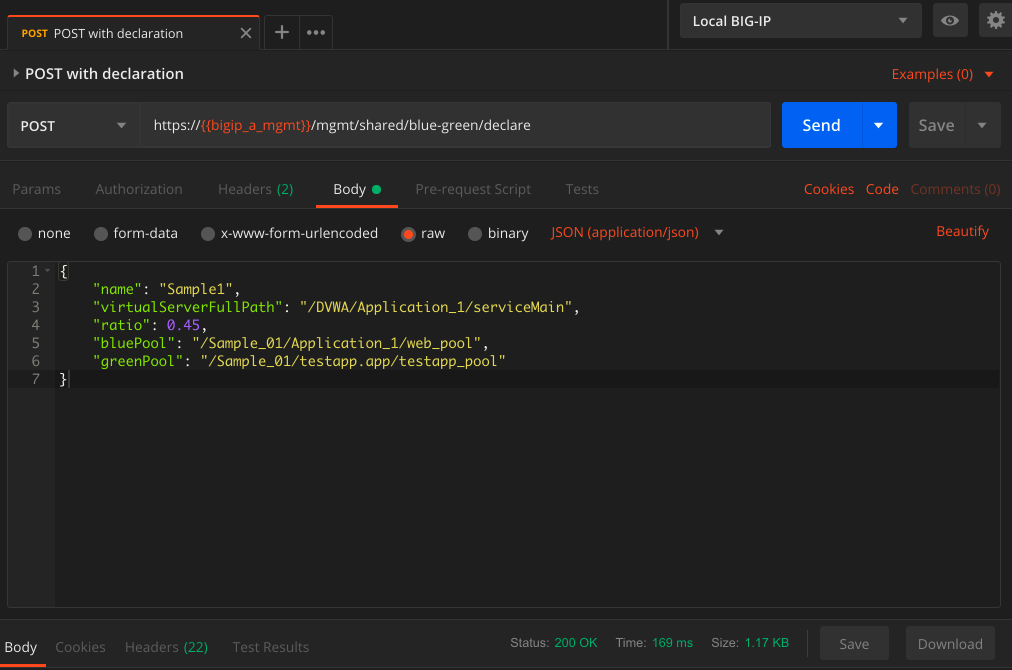 POST POST with declaration
Local BIG-IP
POST with declaration
Examples (0)
POST
https://{{bigip_a_mgmt}}/mgmt/shared/blue-green/declare
Send
Save
Params Authorization Headers (2) Body Pre-request Script Tests
Cookies Code Comments (0)
none form-data x-www-form-urlencoded raw binary JSON (application/json)
Beautify
1 {
2 "name": "Sample1",
3 "virtualServerFullPath": "/DVWA/Application_1/serviceMain",
4 "ratio": 0.45,
5 "bluePool": "/Sample_01/Application_1/web_pool",
6 "greenPool": "/Sample_01/testapp.app/testapp_pool"
7 }
Body Cookies Headers (22) Test Results
Status: 200 OK Time: 169 ms Size: 1.17 KB
Save
Download